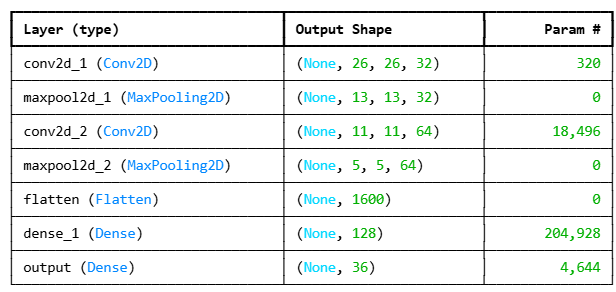 Layer (type) Output Shape Param #
conv2d_1 (Conv2D) (None, 26, 26, 32) 320
maxpool2d_1 (MaxPooling2D) (None, 13, 13, 32) 0
conv2d_2 (Conv2D) (None, 11, 11, 64) 18,496
maxpool2d_2 (MaxPooling2D) (None, 5, 5, 64) 0
flatten (Flatten) (None, 1600) 0
dense_1 (Dense) (None, 128) 204,928
output (Dense) (None, 36) 4,644